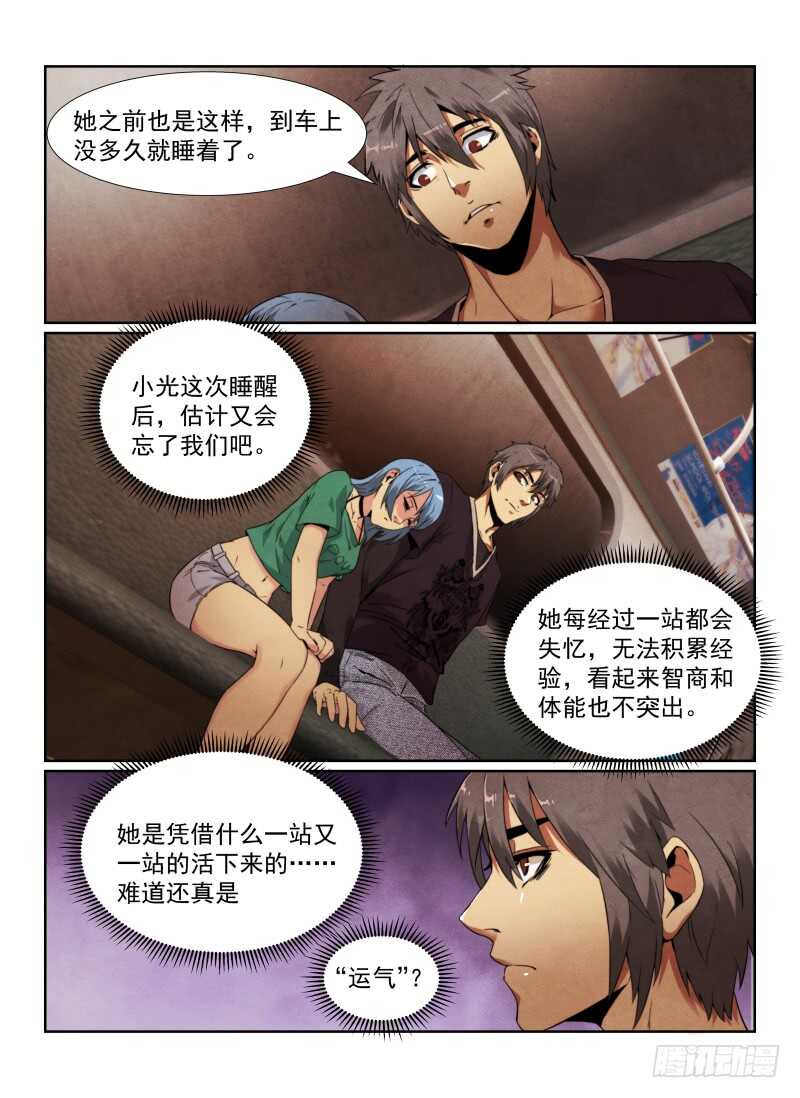 她之前也是这样，到车上
没多久就睡着了。
小光这次睡醒
后，估计又会
忘了我们吧。
她每经过一站都会
失忆，无法积累经
验，看起来智商和
体能也不突出。
她是凭借什么一站又
一站的活下来的……
难道还真是
“运气”？
腾讯动漫